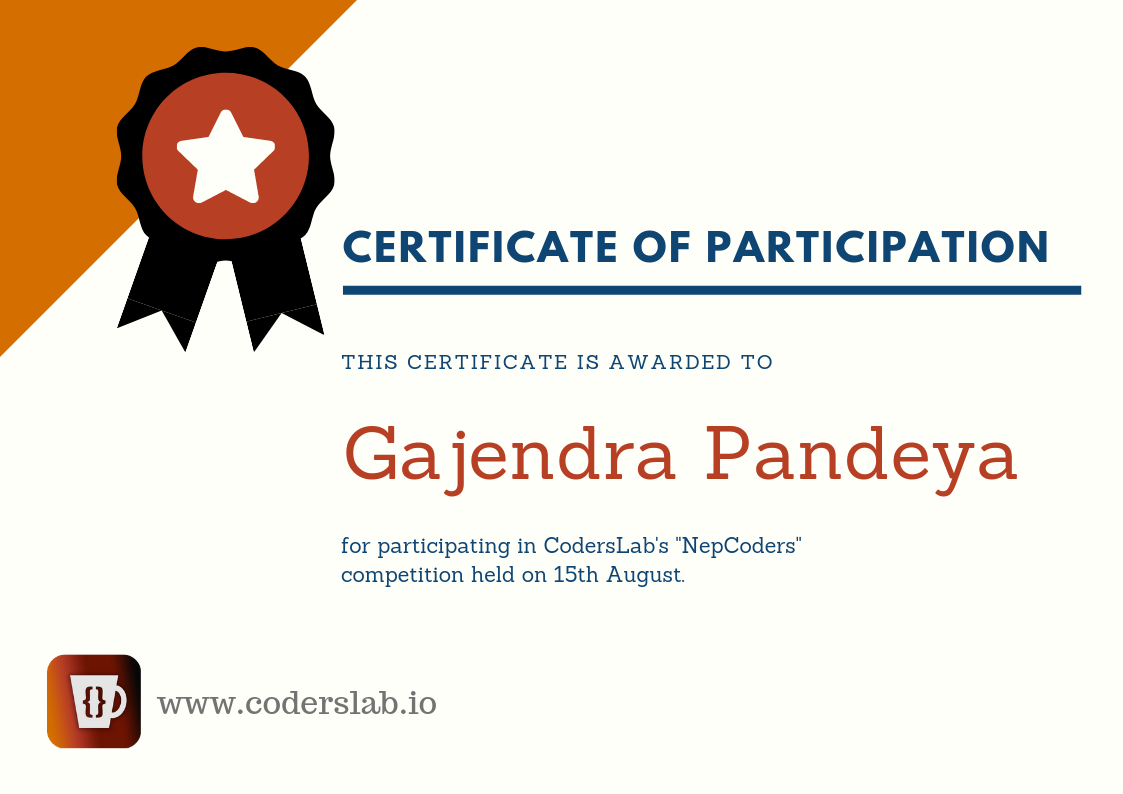 CERTIFICATE OF PARTICIPATION
THIS CERTIFICATE IS AWARDED TO
Gajendra Pandeya
for participating in CodersLab's "NepCoders"
competition held on 15th August.
{}
www.coderslab.io